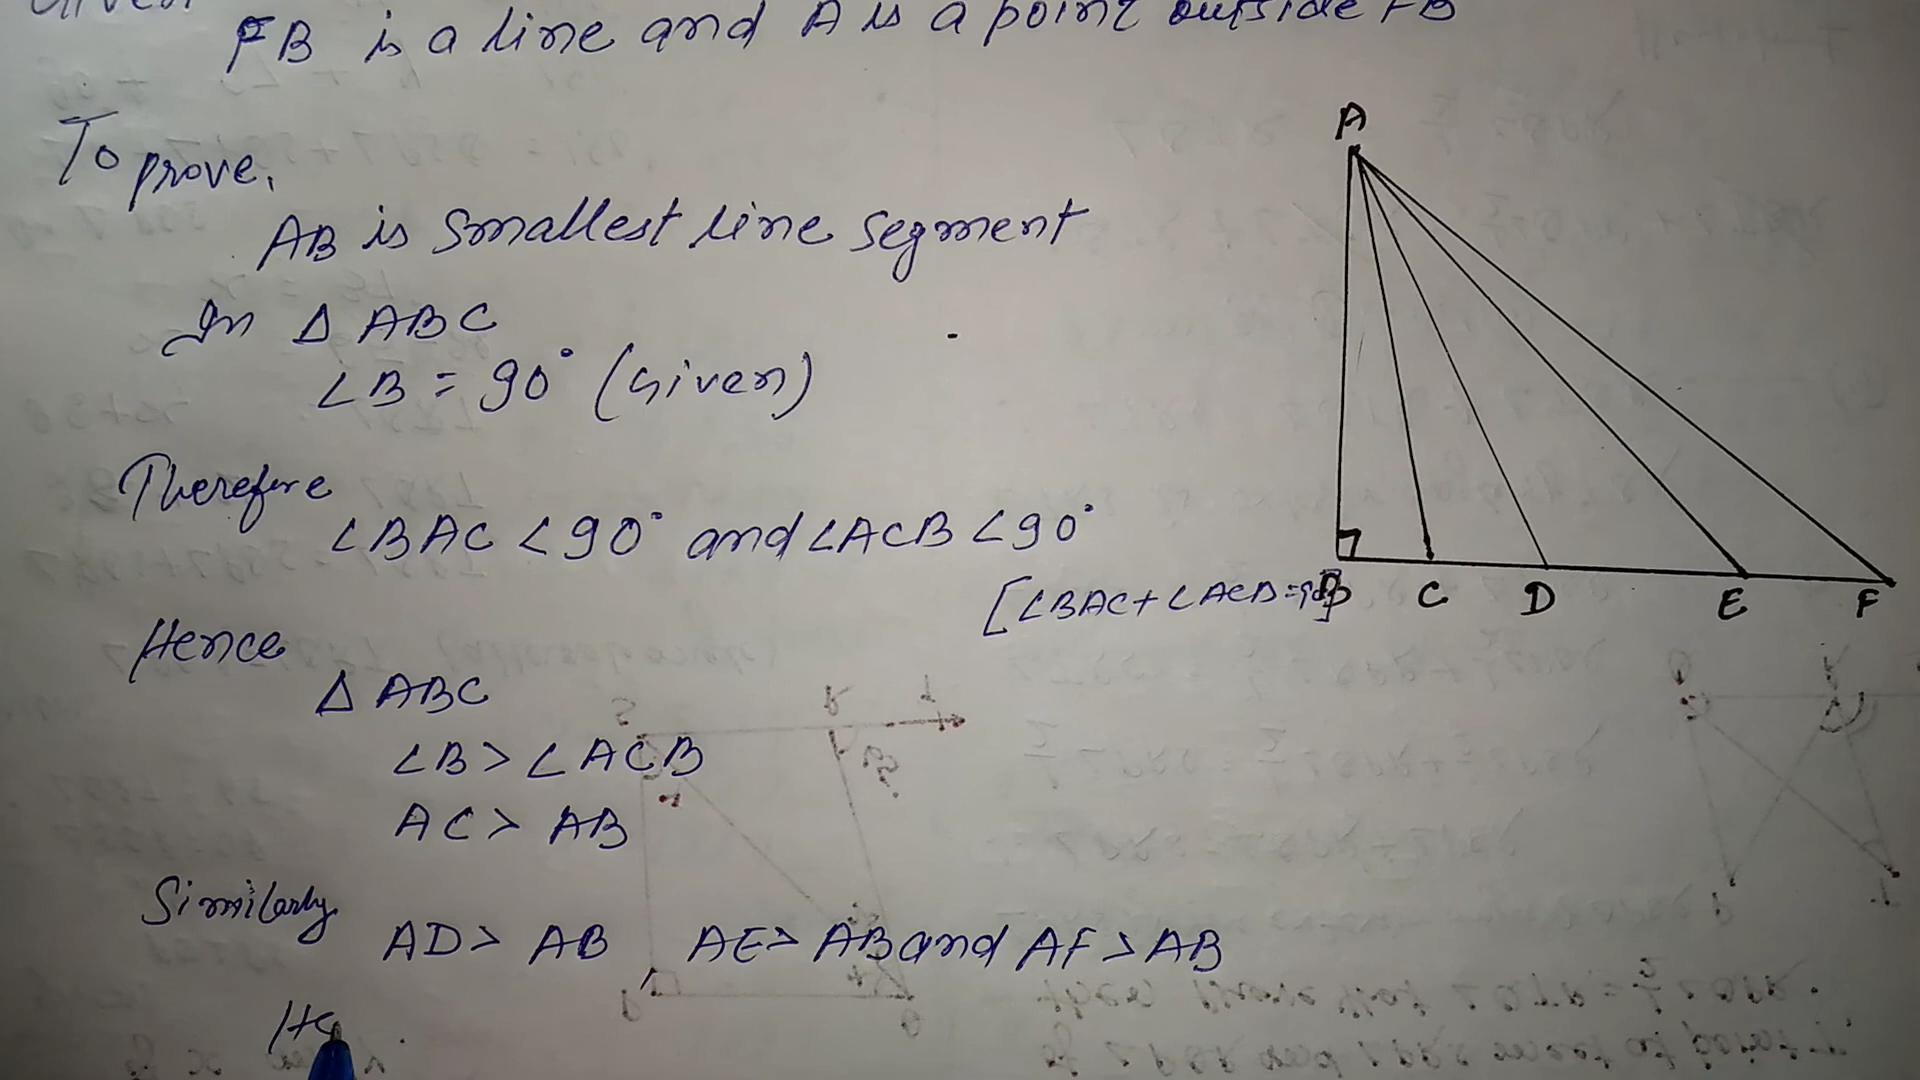 Given
FB is a line and A is a point outside FB
To prove,
AB is smallest line segment
In Δ ABC
∠B = 90° (Given)
Therefore
∠BAC < 90° and ∠ACB < 90°
[∠BAC + ∠ACB = 90°]
Hence
Δ ABC
∠B > ∠ACB
AC > AB
Similarly
AD > AB AE > AB and AF > AB
A
B C D E F